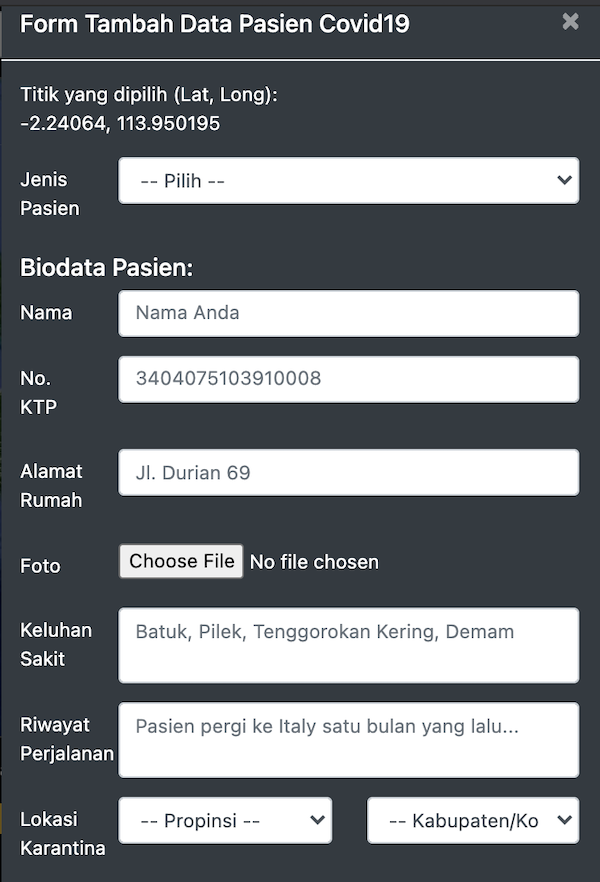 Form Tambah Data Pasien Covid19 ×
Titik yang dipilih (Lat, Long):
-2.24064, 113.950195
Jenis
Pasien
-- Pilih --
Biodata Pasien:
Nama
Nama Anda
No.
KTP
3404075103910008
Alamat
Rumah
Jl. Durian 69
Foto
Choose File No file chosen
Keluhan
Sakit
Batuk, Pilek, Tenggorokan Kering, Demam
Riwayat
Perjalanan
Pasien pergi ke Italy satu bulan yang lalu...
Lokasi
Karantina
-- Propinsi --
-- Kabupaten/Ko